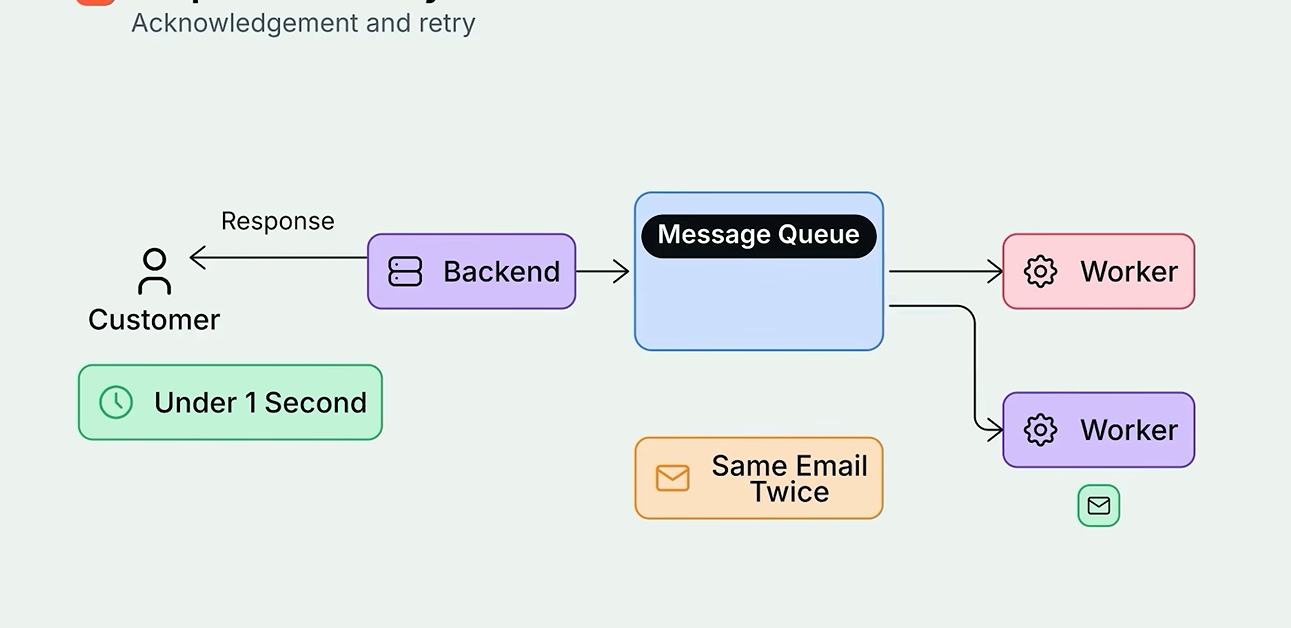 Acknowledgement and retry
Response
Customer
Backend
Message Queue
Worker
Under 1 Second
Same Email
Twice
Worker